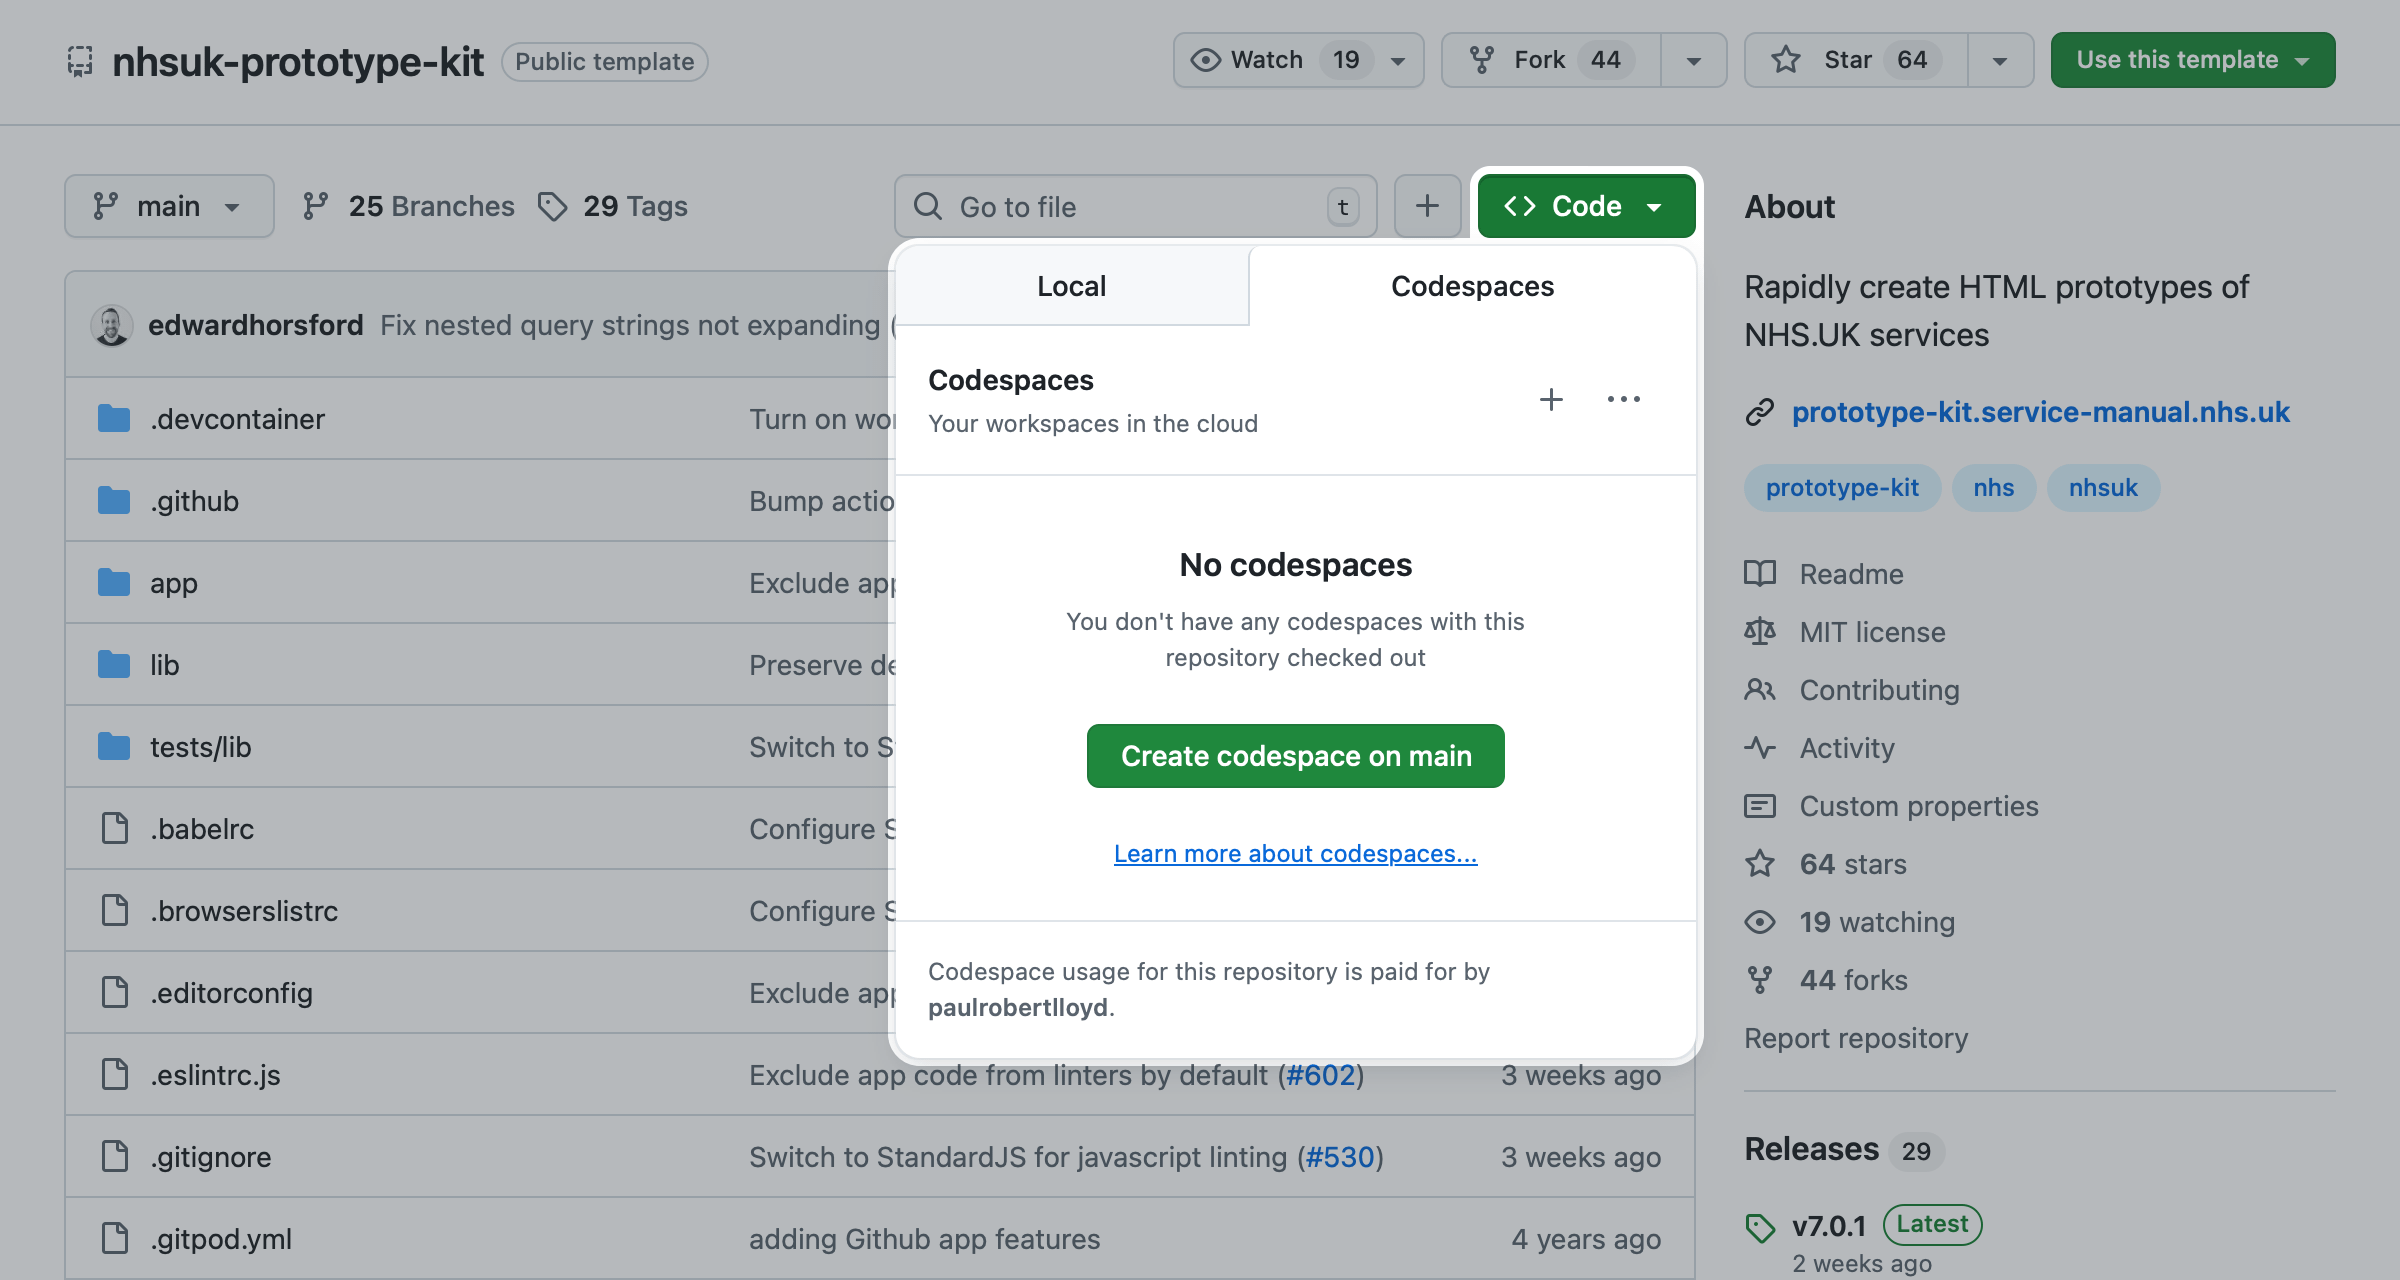 nhsuk-prototype-kit Public template
Watch 19
Fork 44
Star 64
Use this template
main
25 Branches
29 Tags
Go to file t
Code
edwardhorsford Fix nested query strings not expanding (
.devcontainer Turn on
.github Bump
app Exclude
lib Preserve
tests/lib Switch to
.babelrc Configure
.browserslistrc Configure
.editorconfig Exclude
.eslintrc.js Exclude app code from linters by default (#602) 3 weeks ago
.gitignore Switch to StandardJS for javascript linting (#530) 3 weeks ago
.gitpod.yml adding Github app features 4 years ago
Local
Codespaces
Codespaces
Your workspaces in the cloud
No codespaces
You don't have any codespaces with this
repository checked out
Create codespace on main
Learn more about codespaces...
Codespace usage for this repository is paid for by
paulrobertlloyd.
About
Rapidly create HTML prototypes of
NHS.UK services
prototype-kit.service-manual.nhs.uk
prototype-kit nhs nhsuk
Readme
MIT license
Contributing
Activity
Custom properties
64 stars
19 watching
44 forks
Report repository
Releases 29
v7.0.1 Latest
2 weeks ago